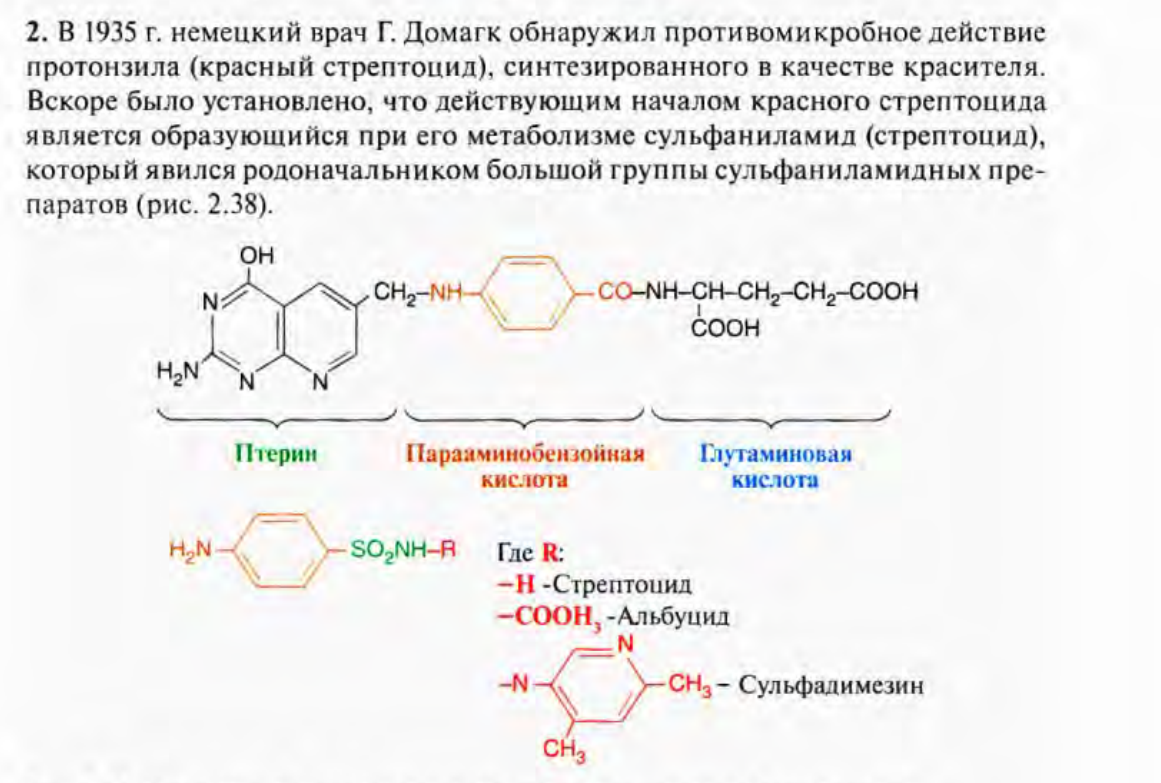 2. В 1935 г. немецкий врач Г. Домагк обнаружил противомикробное действие
протонзила (красный стрептоцид), синтезированного в качестве красителя.
Вскоре было установлено, что действующим началом красного стрептоцида
является образующийся при его метаболизме сульфаниламид (стрептоцид),
который явился родоначальником большой группы сульфаниламидных пре-
паратов (рис. 2.38).
OH
N
H₂N
N
N
CH₂–NH
CO–NH–CH–CH₂–CH₂–COOH
COOH
Птерин
Парааминобензойная
кислота
Глутаминовая
кислота
H₂N
SO₂NH–R
Где R:
–H -Стрептоцид
–COOH₃ -Альбуцид
N
–N
CH₃ – Сульфадимезин
CH₃